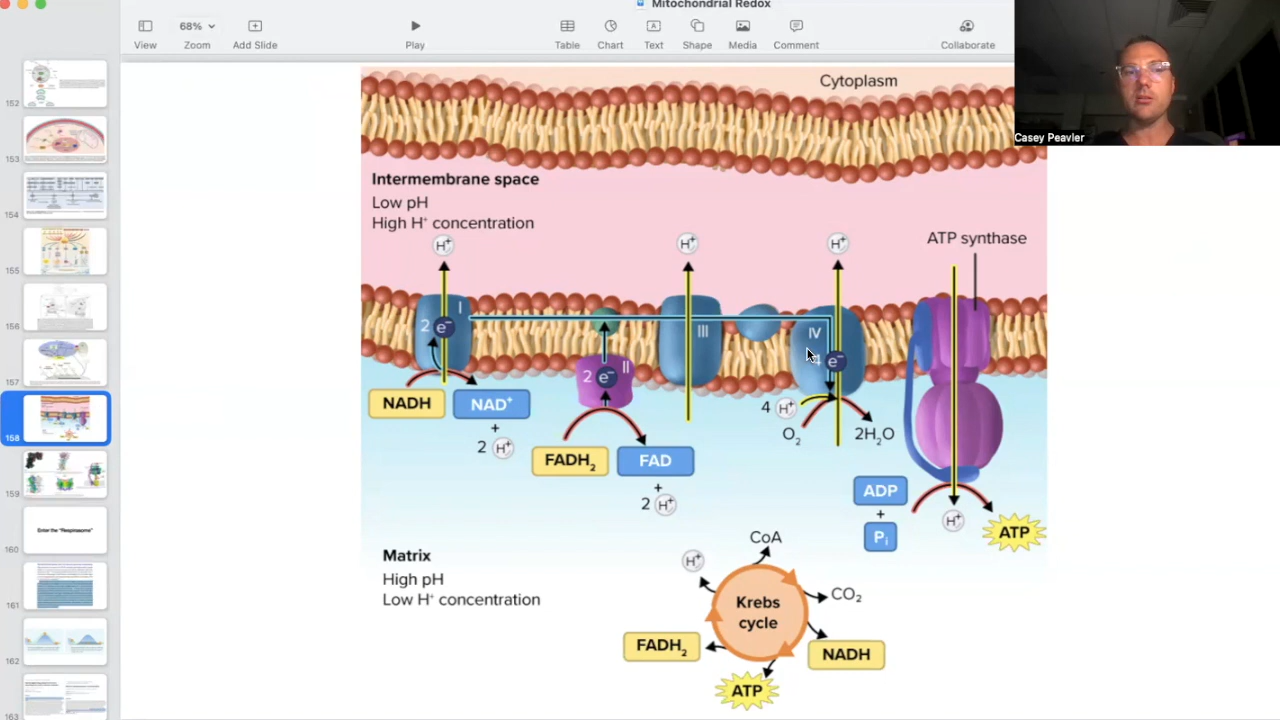 Mitochondrial Redox
68%
View
Zoom
Add Slide
Play
Table
Chart
Text
Shape
Media
Comment
Collaborate
Casey Peavler
152
153
154
155
156
157
158
159
160
Enter the "Respirasome"
161
162
163
Cytoplasm
Intermembrane space
Low pH
High H⁺ concentration
H⁺
H⁺
H⁺
ATP synthase
I
2 e⁻
II
2 e⁻
III
IV
4 e⁻
NADH
NAD⁺
+
2 H⁺
FADH₂
FAD
+
2 H⁺
4 H⁺
O₂
2H₂O
ADP
+
Pᵢ
H⁺
ATP
Matrix
High pH
Low H⁺ concentration
H⁺
CoA
CO₂
Krebs
cycle
FADH₂
NADH
ATP